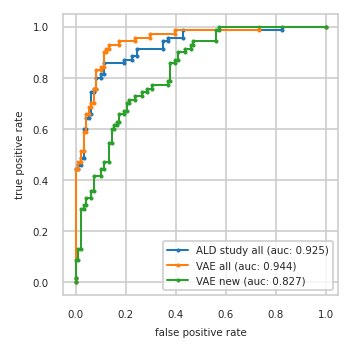 1.0
0.8
0.6
0.4
0.2
0.0
true positive rate
ALD study all (auc: 0.925)
VAE all (auc: 0.944)
VAE new (auc: 0.827)
0.0 0.2 0.4 0.6 0.8 1.0
false positive rate